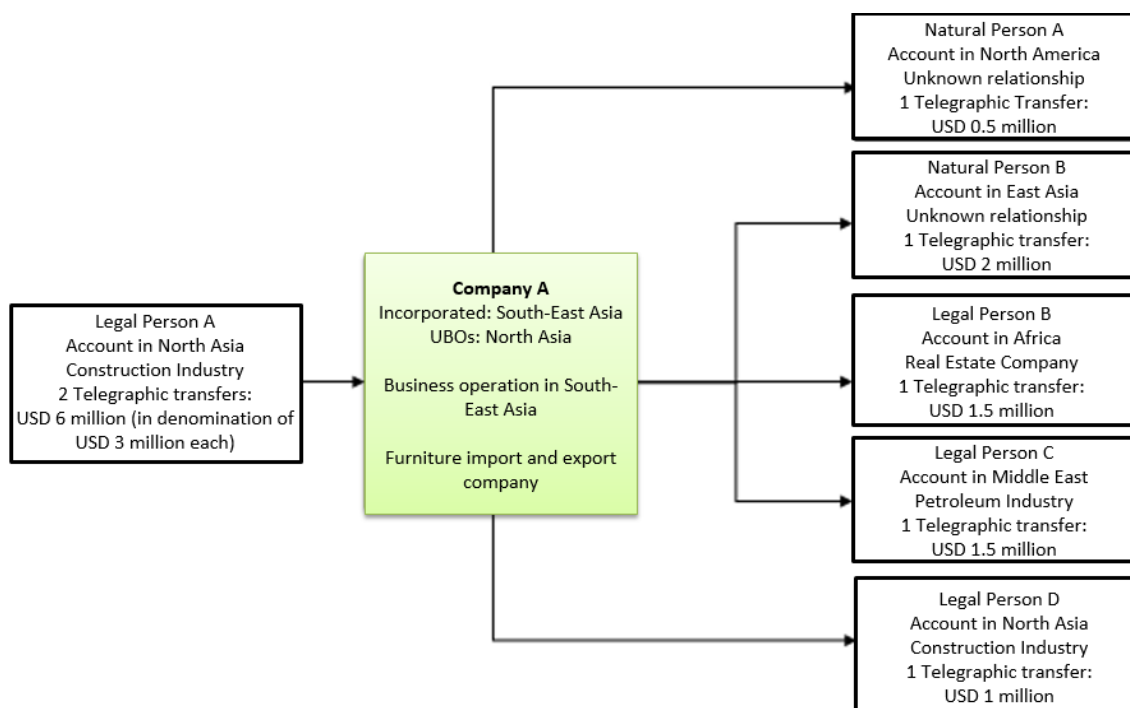 Legal Person A
Account in North Asia
Construction Industry
2 Telegraphic transfers:
USD 6 million (in denomination of
USD 3 million each)
Company A
Incorporated: South-East Asia
UBOs: North Asia
Business operation in South-
East Asia
Furniture import and export
company
Natural Person A
Account in North America
Unknown relationship
1 Telegraphic Transfer:
USD 0.5 million
Natural Person B
Account in East Asia
Unknown relationship
1 Telegraphic transfer:
USD 2 million
Legal Person B
Account in Africa
Real Estate Company
1 Telegraphic transfer:
USD 1.5 million
Legal Person C
Account in Middle East
Petroleum Industry
1 Telegraphic transfer:
USD 1.5 million
Legal Person D
Account in North Asia
Construction Industry
1 Telegraphic transfer:
USD 1 million